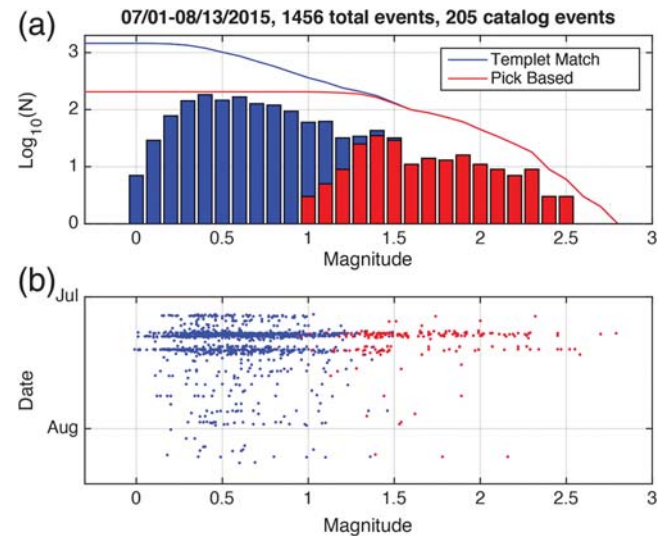 07/01-08/13/2015, 1456 total events, 205 catalog events
(a)
Templet Match
Pick Based
Log10(N)
3
2
1
0
0 0.5 1 1.5 2 2.5 3
Magnitude
(b)
Jul
Date
Aug
0 0.5 1 1.5 2 2.5 3
Magnitude